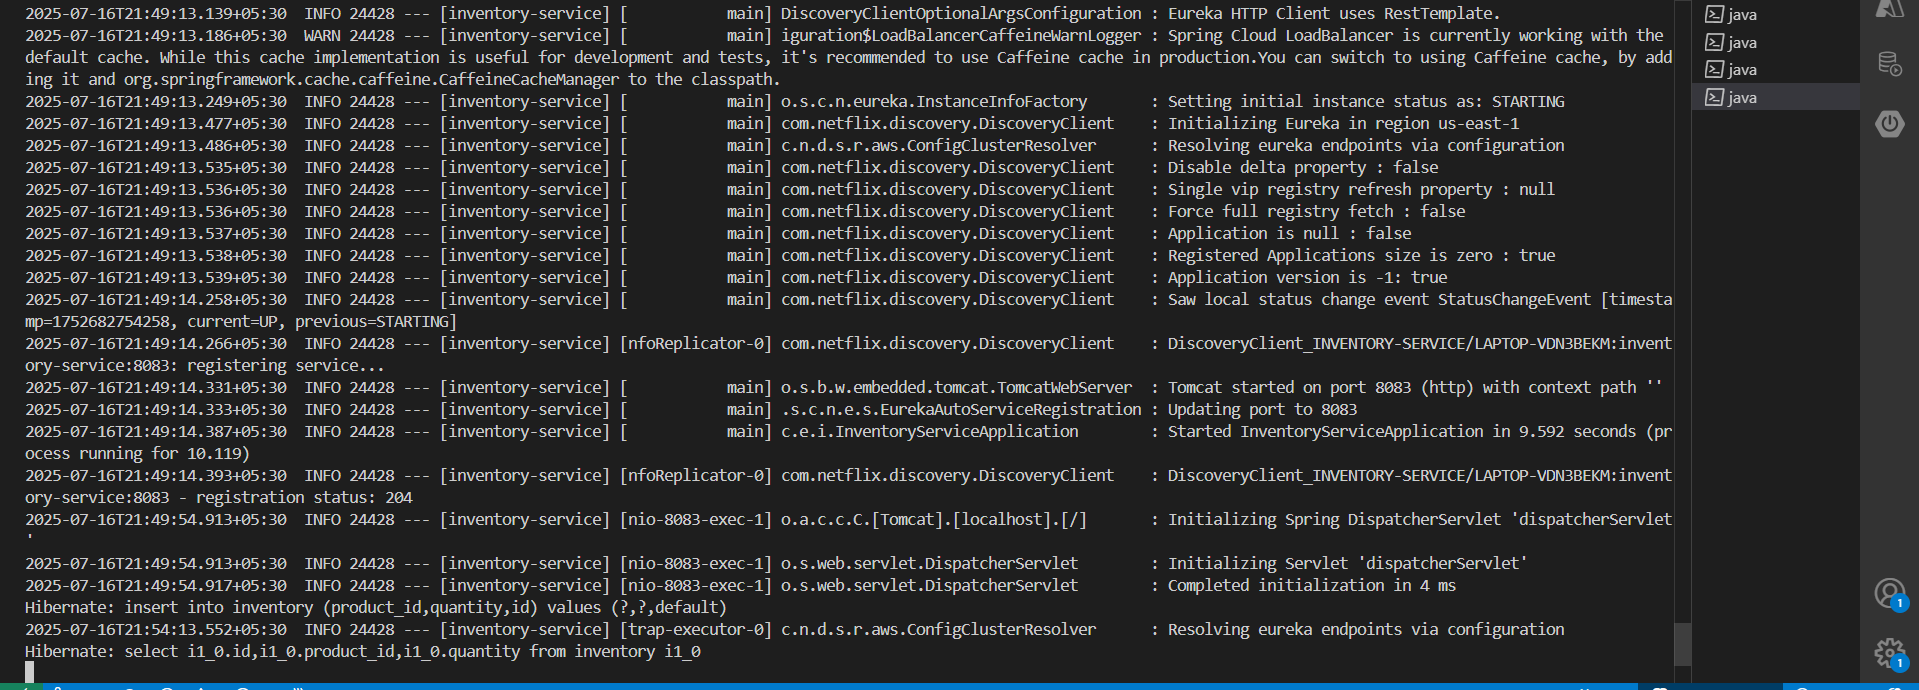 2025-07-16T21:49:13.139+05:30  INFO 24428 --- [inventory-service] [           main] DiscoveryClientOptionalArgsConfiguration : Eureka HTTP Client uses RestTemplate.
2025-07-16T21:49:13.186+05:30  WARN 24428 --- [inventory-service] [           main] iguration$LoadBalancerCaffeineWarnLogger : Spring Cloud LoadBalancer is currently working with the
default cache. While this cache implementation is useful for development and tests, it's recommended to use Caffeine cache in production.You can switch to using Caffeine cache, by add
ing it and org.springframework.cache.caffeine.CaffeineCacheManager to the classpath.
2025-07-16T21:49:13.249+05:30  INFO 24428 --- [inventory-service] [           main] o.s.c.n.eureka.InstanceInfoFactory       : Setting initial instance status as: STARTING
2025-07-16T21:49:13.477+05:30  INFO 24428 --- [inventory-service] [           main] com.netflix.discovery.DiscoveryClient    : Initializing Eureka in region us-east-1
2025-07-16T21:49:13.486+05:30  INFO 24428 --- [inventory-service] [           main] c.n.d.s.r.aws.ConfigClusterResolver      : Resolving eureka endpoints via configuration
2025-07-16T21:49:13.535+05:30  INFO 24428 --- [inventory-service] [           main] com.netflix.discovery.DiscoveryClient    : Disable delta property : false
2025-07-16T21:49:13.536+05:30  INFO 24428 --- [inventory-service] [           main] com.netflix.discovery.DiscoveryClient    : Single vip registry refresh property : null
2025-07-16T21:49:13.536+05:30  INFO 24428 --- [inventory-service] [           main] com.netflix.discovery.DiscoveryClient    : Force full registry fetch : false
2025-07-16T21:49:13.537+05:30  INFO 24428 --- [inventory-service] [           main] com.netflix.discovery.DiscoveryClient    : Application is null : false
2025-07-16T21:49:13.538+05:30  INFO 24428 --- [inventory-service] [           main] com.netflix.discovery.DiscoveryClient    : Registered Applications size is zero : true
2025-07-16T21:49:13.539+05:30  INFO 24428 --- [inventory-service] [           main] com.netflix.discovery.DiscoveryClient    : Application version is -1: true
2025-07-16T21:49:14.258+05:30  INFO 24428 --- [inventory-service] [           main] com.netflix.discovery.DiscoveryClient    : Saw local status change event StatusChangeEvent [timesta
mp=1752682754258, current=UP, previous=STARTING]
2025-07-16T21:49:14.266+05:30  INFO 24428 --- [inventory-service] [nfoReplicator-0] com.netflix.discovery.DiscoveryClient    : DiscoveryClient_INVENTORY-SERVICE/LAPTOP-VDN3BEKM:invent
ory-service:8083: registering service...
2025-07-16T21:49:14.331+05:30  INFO 24428 --- [inventory-service] [           main] o.s.b.w.embedded.tomcat.TomcatWebServer  : Tomcat started on port 8083 (http) with context path ''
2025-07-16T21:49:14.333+05:30  INFO 24428 --- [inventory-service] [           main] .s.c.n.e.s.EurekaAutoServiceRegistration : Updating port to 8083
2025-07-16T21:49:14.387+05:30  INFO 24428 --- [inventory-service] [           main] c.e.i.InventoryServiceApplication        : Started InventoryServiceApplication in 9.592 seconds (pr
ocess running for 10.119)
2025-07-16T21:49:14.393+05:30  INFO 24428 --- [inventory-service] [nfoReplicator-0] com.netflix.discovery.DiscoveryClient    : DiscoveryClient_INVENTORY-SERVICE/LAPTOP-VDN3BEKM:invent
ory-service:8083 - registration status: 204
2025-07-16T21:49:54.913+05:30  INFO 24428 --- [inventory-service] [nio-8083-exec-1] o.a.c.c.C.[Tomcat].[localhost].[/]       : Initializing Spring DispatcherServlet 'dispatcherServlet
'
2025-07-16T21:49:54.913+05:30  INFO 24428 --- [inventory-service] [nio-8083-exec-1] o.s.web.servlet.DispatcherServlet        : Initializing Servlet 'dispatcherServlet'
2025-07-16T21:49:54.917+05:30  INFO 24428 --- [inventory-service] [nio-8083-exec-1] o.s.web.servlet.DispatcherServlet        : Completed initialization in 4 ms
Hibernate: insert into inventory (product_id,quantity,id) values (?,?,default)
2025-07-16T21:54:13.552+05:30  INFO 24428 --- [inventory-service] [trap-executor-0] c.n.d.s.r.aws.ConfigClusterResolver      : Resolving eureka endpoints via configuration
Hibernate: select i1_0.id,i1_0.product_id,i1_0.quantity from inventory i1_0
java
java
java
java
1
1